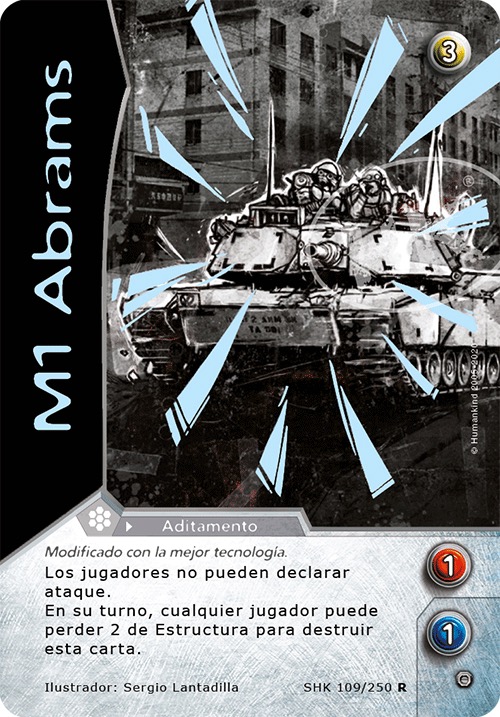 M1 Abrams
3
© Humankind 2005-2020
Aditamento
Modificado con la mejor tecnología.
Los jugadores no pueden declarar
ataque.
En su turno, cualquier jugador puede
perder 2 de Estructura para destruir
esta carta.
1
1
Ilustrador: Sergio Lantadilla
SHK 109/250 R